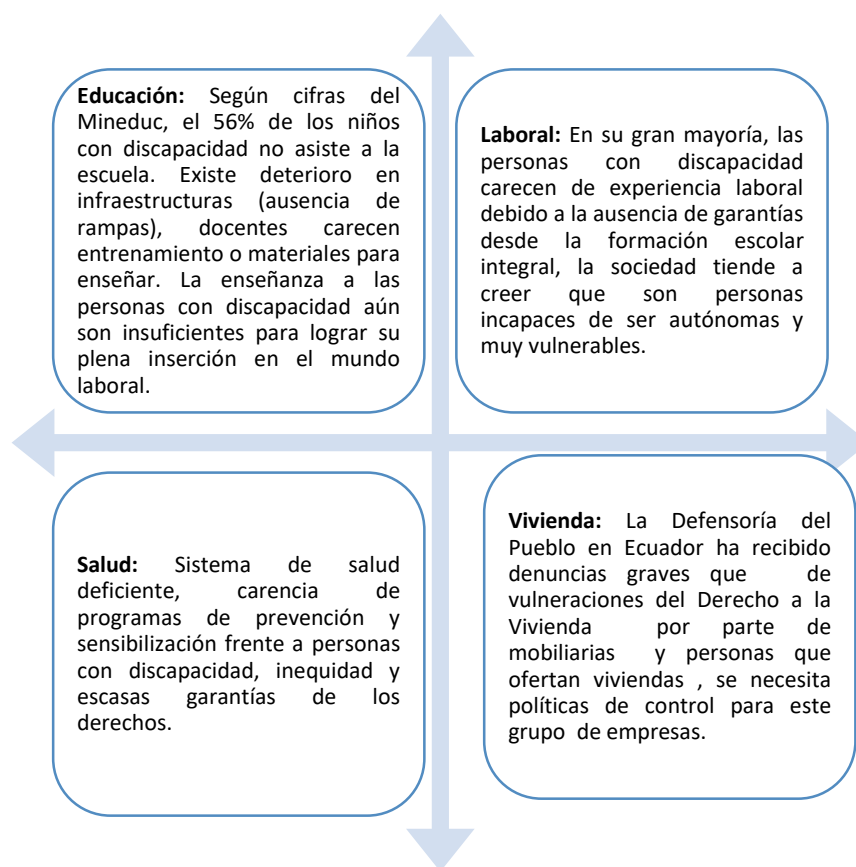 Educación: Según cifras del
Mineduc, el 56% de los niños
con discapacidad no asiste a la
escuela. Existe deterioro en
infraestructuras (ausencia de
rampas), docentes carecen
entrenamiento o materiales para
enseñar. La enseñanza a las
personas con discapacidad aún
son insuficientes para lograr su
plena inserción en el mundo
laboral.
Laboral: En su gran mayoría, las
personas con discapacidad
carecen de experiencia laboral
debido a la ausencia de garantías
desde la formación escolar
integral, la sociedad tiende a
creer que son personas
incapaces de ser autónomas y
muy vulnerables.
Salud: Sistema de salud
deficiente, carencia de
programas de prevención y
sensibilización frente a personas
con discapacidad, inequidad y
escasas garantías de los
derechos.
Vivienda: La Defensoría del
Pueblo en Ecuador ha recibido
denuncias graves que de
vulneraciones del Derecho a la
Vivienda por parte de
mobiliarias y personas que
ofertan viviendas , se necesita
políticas de control para este
grupo de empresas.